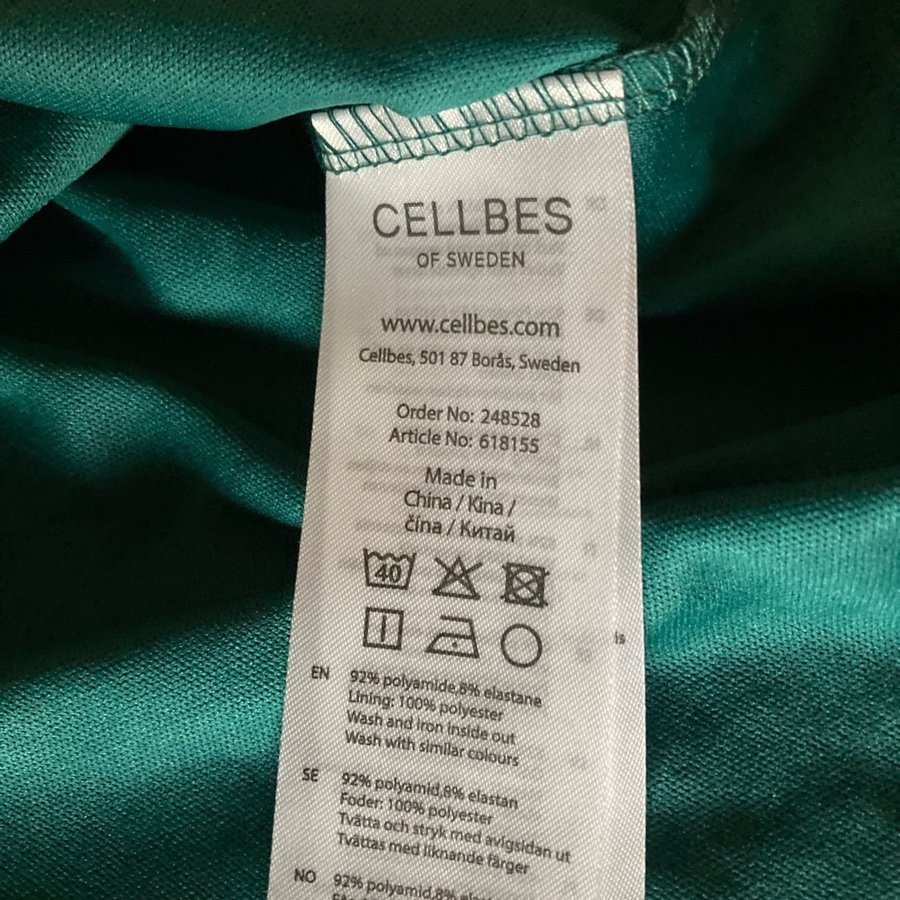 CELLBES
OF SWEDEN
www.cellbes.com
Cellbes, 501 87 Borås, Sweden
Order No: 248528
Article No: 618155
Made in
China / Kina /
čína / Китай
40
EN 92% polyamide,8% elastane
Lining: 100% polyester
Wash and iron inside out
Wash with similar colours
SE 92% polyamid,8% elastan
Foder: 100% polyester
Tvätta och stryk med avigsidan ut
Tvättas med liknande färger
NO 92% polyamid,8%
is